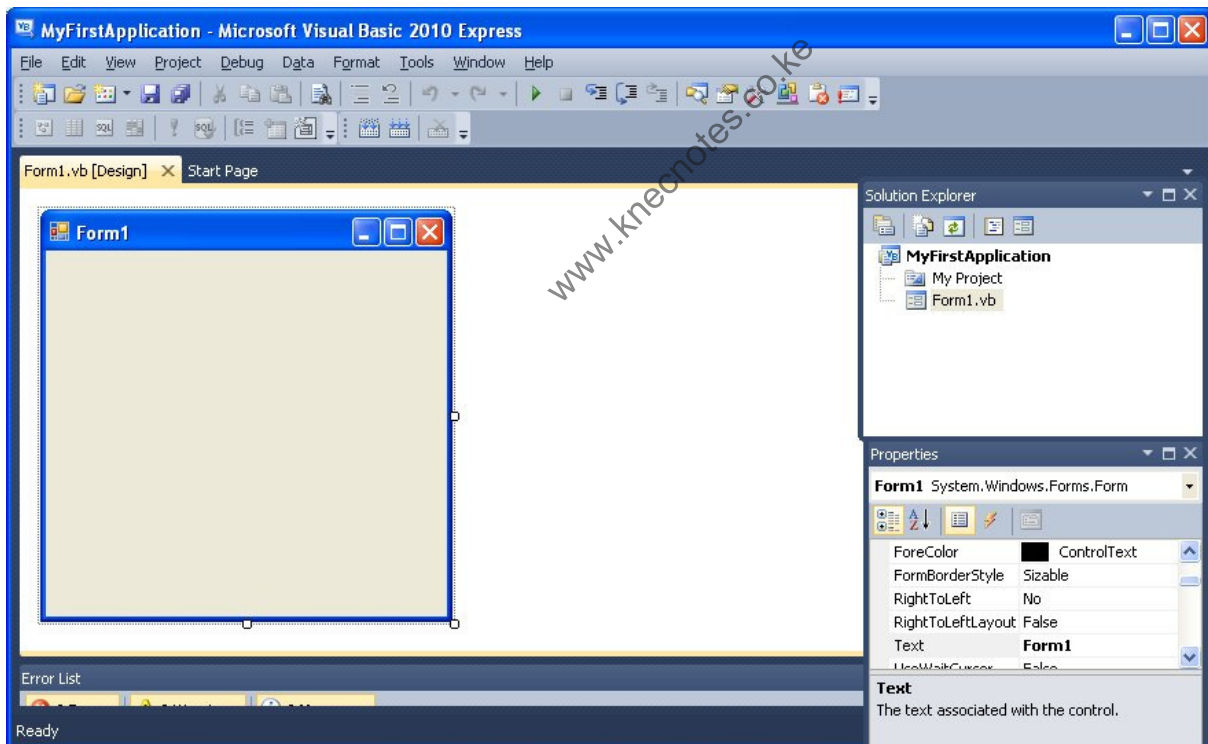 MyFirstApplication - Microsoft Visual Basic 2010 Express
File Edit View Project Debug Data Format Tools Window Help
www.knecnotes.co.ke
Form1.vb [Design] Start Page
Form1
Solution Explorer
MyFirstApplication
My Project
Form1.vb
Properties
Form1 System.Windows.Forms.Form
ForeColor ControlText
FormBorderStyle Sizable
RightToLeft No
RightToLeftLayout False
Text Form1
UseWaitCursor False
Text
The text associated with the control.
Error List
Ready